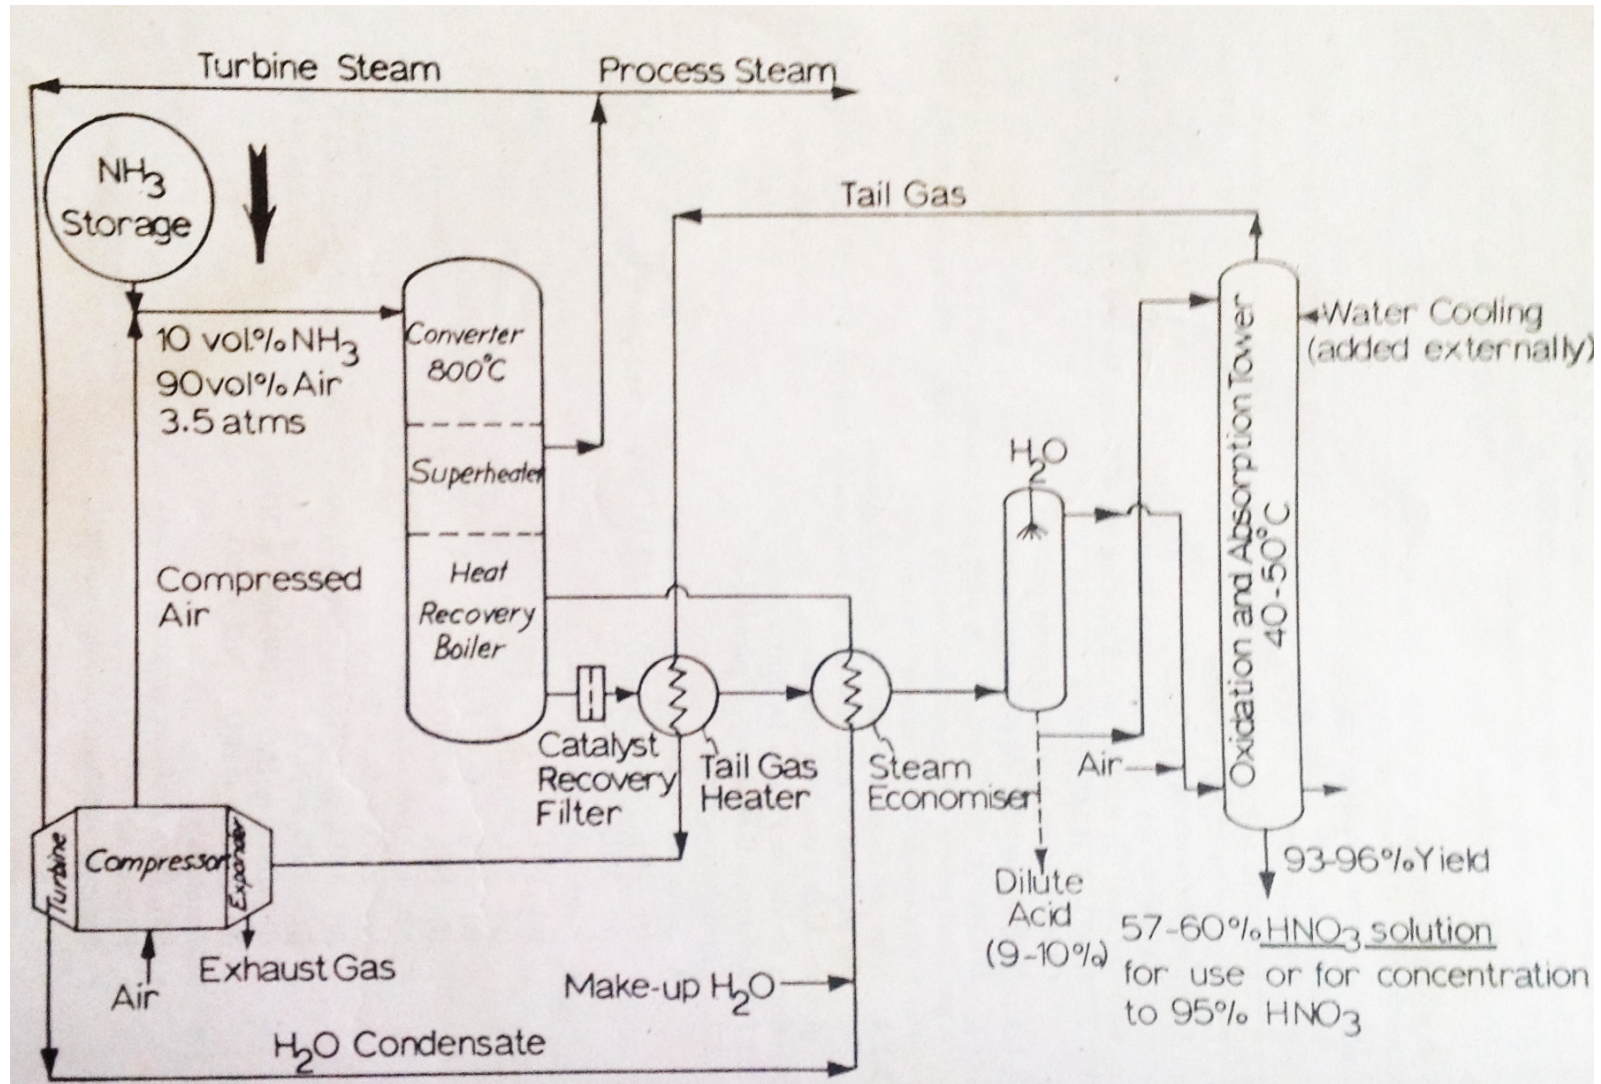 Turbine Steam
Process Steam
NH3
Storage
Tail Gas
10 vol.% NH3
90vol% Air
3.5 atms
Converter
800°C
Superheater
Heat
Recovery
Boiler
Compressed
Air
H2O
Oxidation and Absorption Tower
40-50°C
Water Cooling
(added externally)
Catalyst
Recovery
Filter
Tail Gas
Heater
Steam
Economiser
Air
Turbine
Compressor
Expander
Air
Exhaust Gas
Dilute
Acid
(9-10%)
93-96% Yield
57-60% HNO3 solution
for use or for concentration
to 95% HNO3
Make-up H2O
H2O Condensate